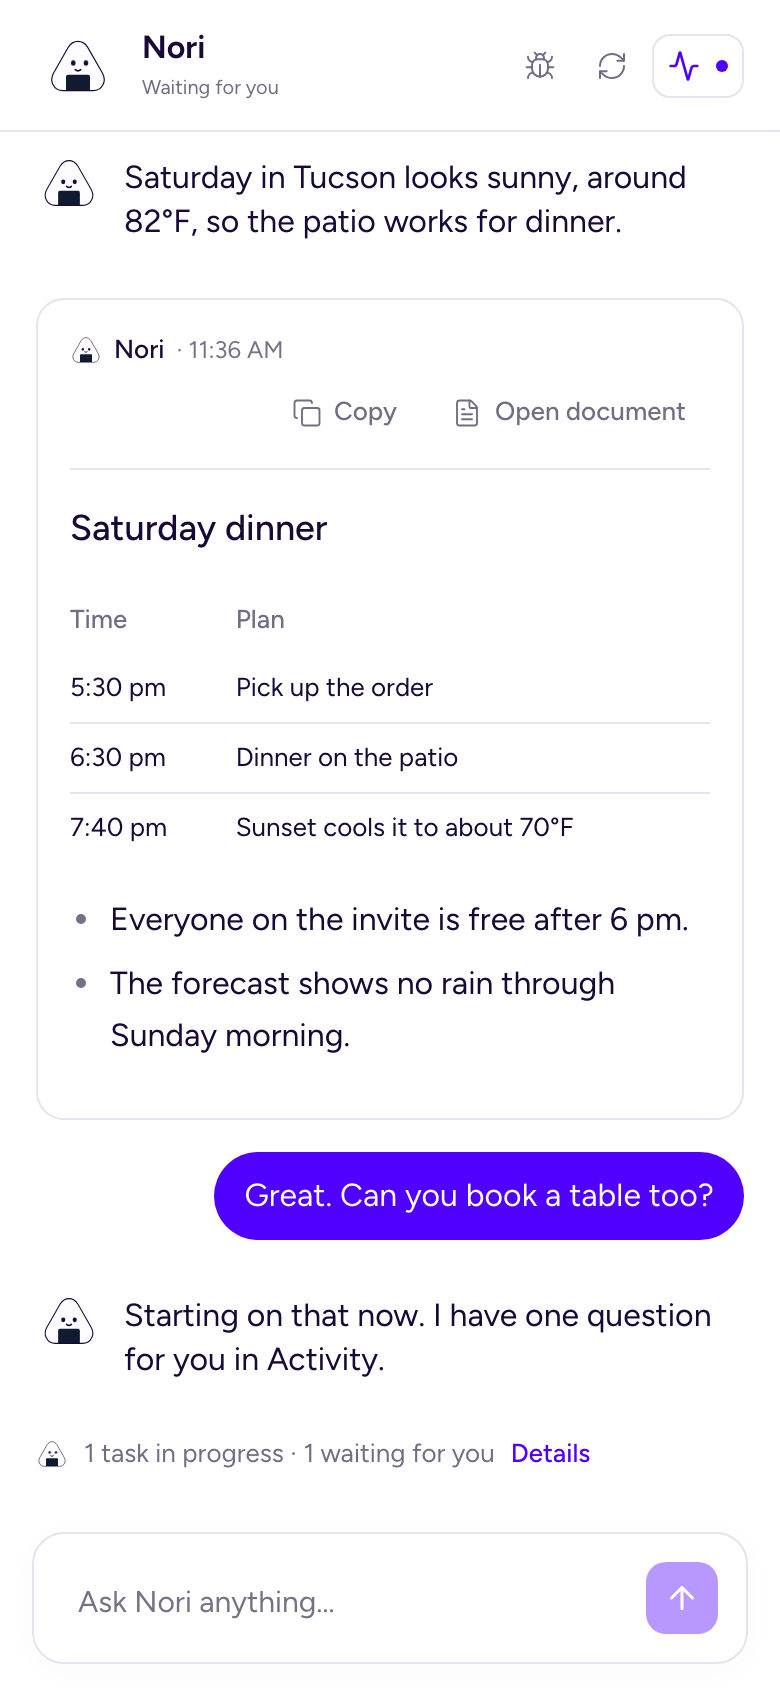 Nori
Waiting for you
Saturday in Tucson looks sunny, around
82°F, so the patio works for dinner.
Nori · 11:36 AM
Copy Open document
Saturday dinner
Time Plan
5:30 pm Pick up the order
6:30 pm Dinner on the patio
7:40 pm Sunset cools it to about 70°F
• Everyone on the invite is free after 6 pm.
• The forecast shows no rain through
Sunday morning.
Great. Can you book a table too?
Starting on that now. I have one question
for you in Activity.
1 task in progress · 1 waiting for you Details
Ask Nori anything...